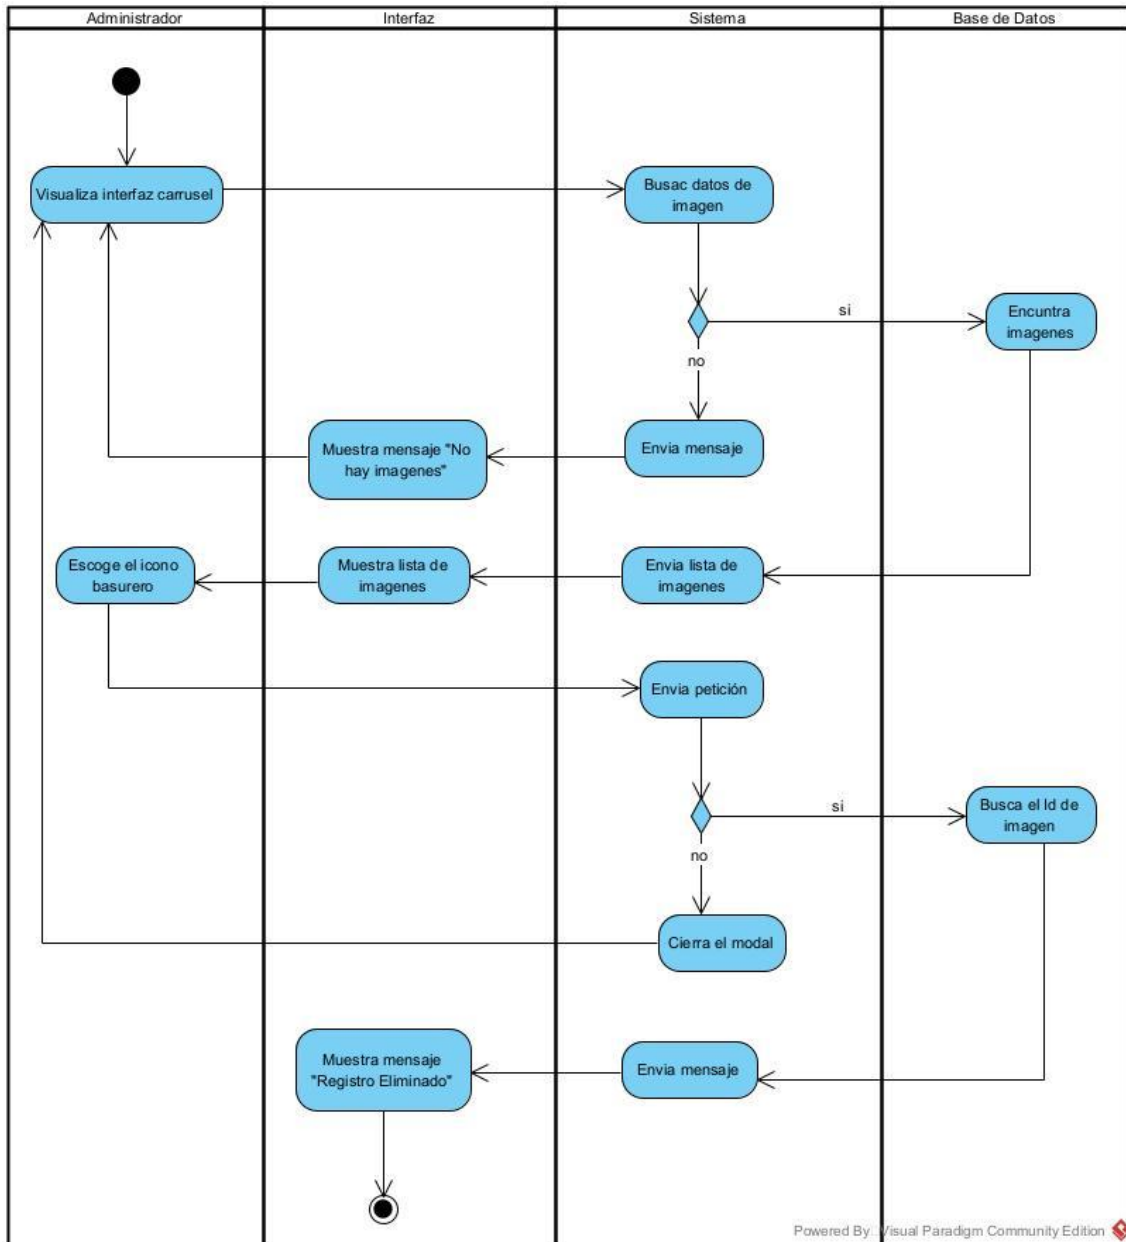 Administrador
Interfaz
Sistema
Base de Datos
Visualiza interfaz carrusel
Busac datos de
imagen
si
Encuntra
imagenes
no
Muestra mensaje "No
hay imagenes"
Envia mensaje
Escoge el icono
basurero
Muestra lista de
imagenes
Envia lista de
imagenes
Envia petición
si
Busca el Id de
imagen
no
Cierra el modal
Muestra mensaje
"Registro Eliminado"
Envia mensaje
Powered By: Visual Paradigm Community Edition